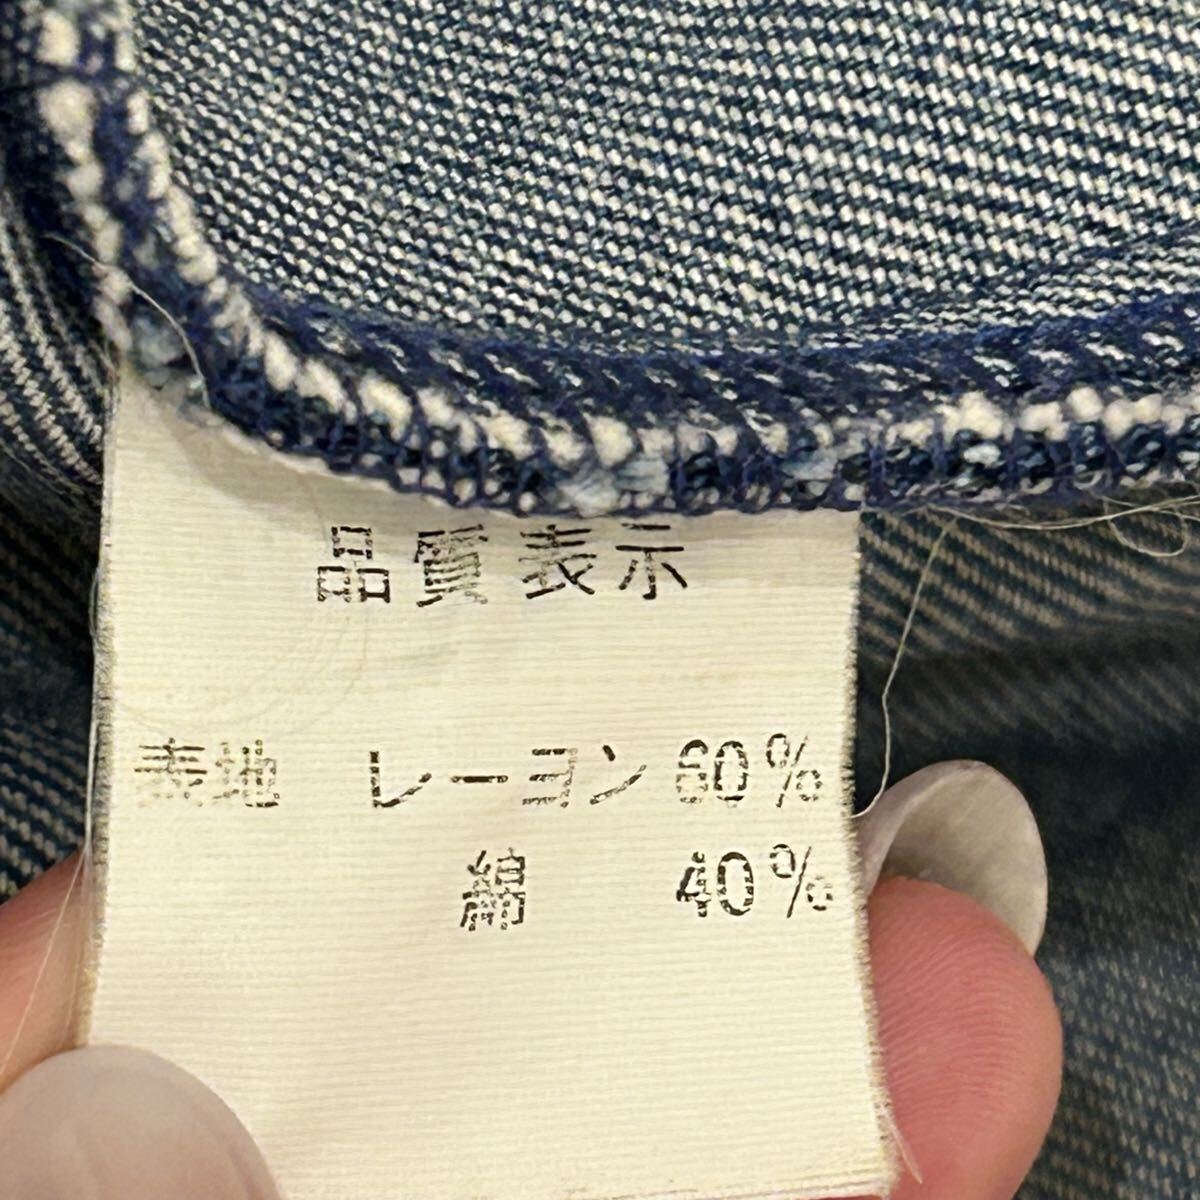 品質表示
表地 レーヨン 60%
綿 40%